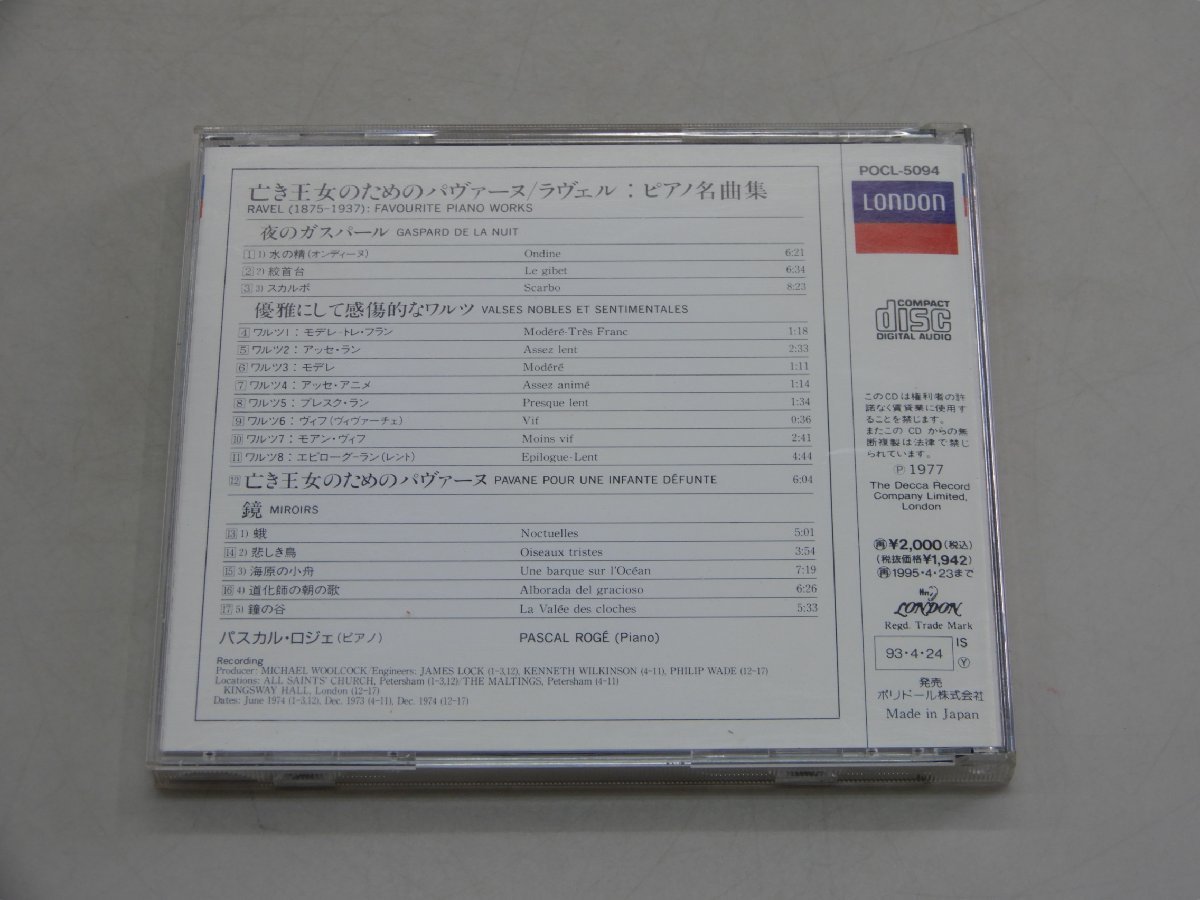 亡き王女のためのパヴァーヌ/ラヴェル：ピアノ名曲集
RAVEL (1875-1937): FAVOURITE PIANO WORKS
夜のガスパール GASPARD DE LA NUIT
1 1) 水の精(オンディーヌ) Ondine 6:21
2 2) 絞首台 Le gibet 6:34
3 3) スカルボ Scarbo 8:23
優雅にして感傷的なワルツ VALSES NOBLES ET SENTIMENTALES
4 ワルツ1：モデレ-トレ・フラン Modéré-Très Franc 1:18
5 ワルツ2：アッセ・ラン Assez lent 2:33
6 ワルツ3：モデレ Modéré 1:11
7 ワルツ4：アッセ・アニメ Assez animé 1:14
8 ワルツ5：プレスク・ラン Presque lent 1:34
9 ワルツ6：ヴィフ(ヴィヴァーチェ) Vif 0:36
10 ワルツ7：モアン・ヴィフ Moins vif 2:41
11 ワルツ8：エピローグ-ラン(レント) Epilogue-Lent 4:44
12 亡き王女のためのパヴァーヌ PAVANE POUR UNE INFANTE DÉFUNTE 6:04
鏡 MIROIRS
13 1) 蛾 Noctuelles 5:01
14 2) 悲しき鳥 Oiseaux tristes 3:54
15 3) 海原の小舟 Une barque sur l'Océan 7:19
16 4) 道化師の朝の歌 Alborada del gracioso 6:26
17 5) 鐘の谷 La Valée des cloches 5:33
パスカル・ロジェ(ピアノ) PASCAL ROGÉ (Piano)
Recording
Producer: MICHAEL WOOLCOCK/Engineers: JAMES LOCK (1-3,12), KENNETH WILKINSON (4-11), PHILIP WADE (12-17)
Locations: ALL SAINTS' CHURCH, Petersham (1-3,12)/THE MALTINGS, Petersham (4-11)
KINGSWAY HALL, London (12-17)
Dates: June 1974 (1-3,12), Dec. 1973 (4-11), Dec. 1974 (12-17)
POCL-5094
LONDON
COMPACT
disc
DIGITAL AUDIO
このCDは権利者の許
諾なく賃貸業に使用す
ることを禁じます。
またこの CD からの無
断複製は法律で禁じ
られています。
Ⓟ 1977
The Decca Record
Company Limited,
London
再¥2,000(税込)
(税抜価格¥1,942)
再1995・4・23まで
LONDON
Regd. Trade Mark
93・4・24 IS
Ⓨ
発売
ポリドール株式会社
Made in Japan